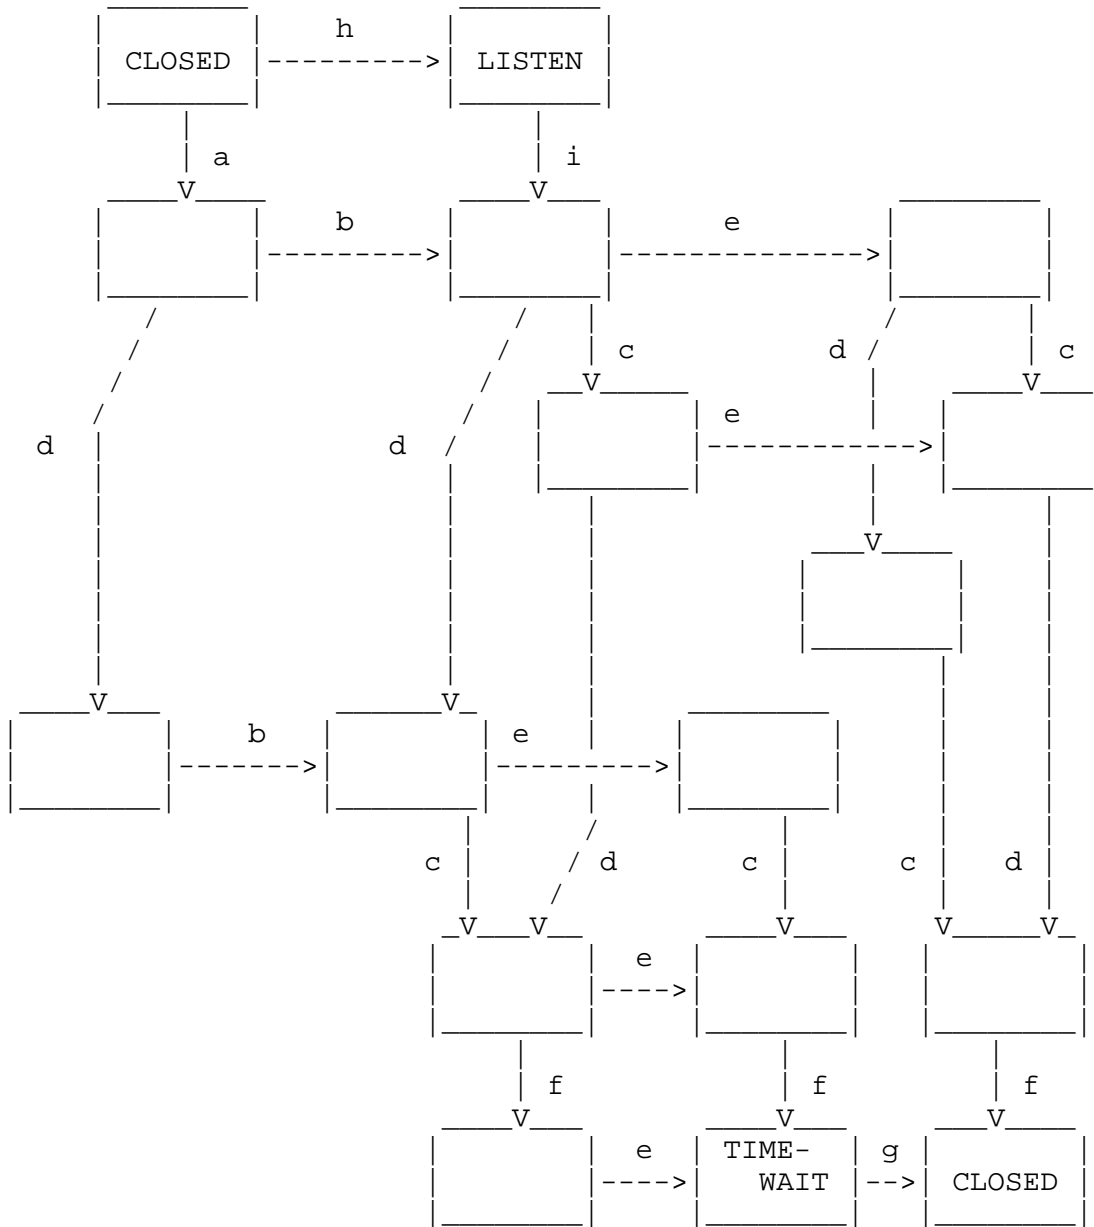 h
CLOSED LISTEN
a i
b e
c d c
e
d d
b e
c d c c d
e
f f f
e TIME- g
WAIT CLOSED